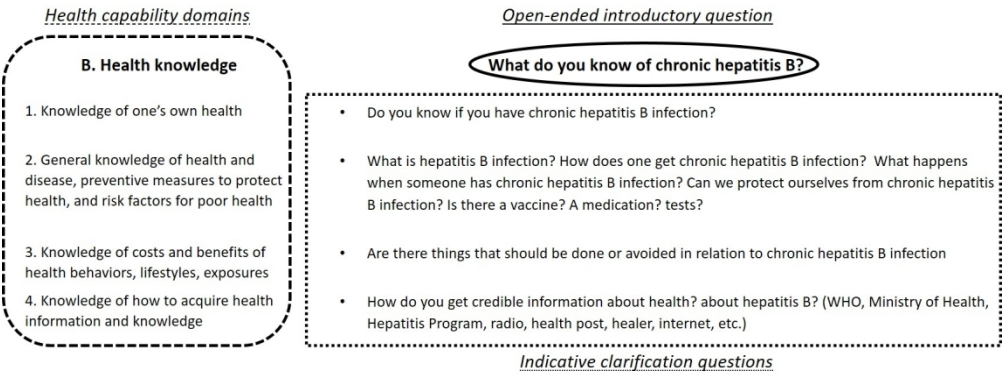 Health capability domains
Open-ended introductory question
B. Health knowledge
What do you know of chronic hepatitis B?
1. Knowledge of one's own health
• Do you know if you have chronic hepatitis B infection?
2. General knowledge of health and
disease, preventive measures to protect
health, and risk factors for poor health
• What is hepatitis B infection? How does one get chronic hepatitis B infection?  What happens
when someone has chronic hepatitis B infection? Can we protect ourselves from chronic hepatitis
B infection? Is there a vaccine? A medication? tests?
3. Knowledge of costs and benefits of
health behaviors, lifestyles, exposures
• Are there things that should be done or avoided in relation to chronic hepatitis B infection
4. Knowledge of how to acquire health
information and knowledge
• How do you get credible information about health? about hepatitis B? (WHO, Ministry of Health,
Hepatitis Program, radio, health post, healer, internet, etc.)
Indicative clarification questions